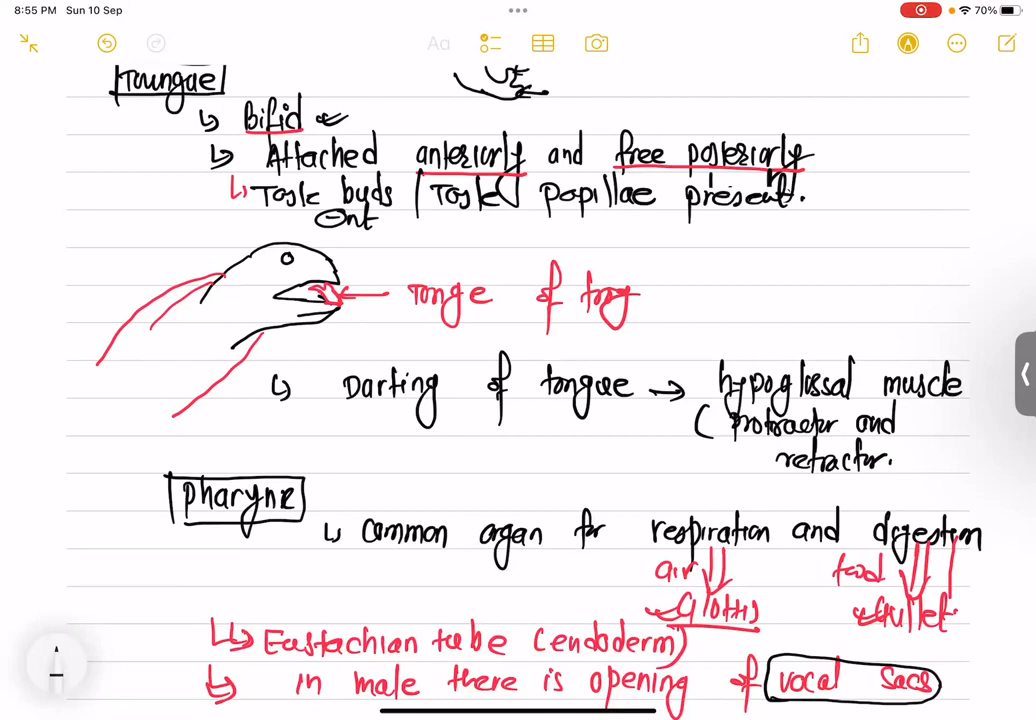 8:55 PM Sun 10 Sep
70%
Aa
Toungue
Bifid
Attached anteriorly and free posteriorly
Taste buds / Taste papillae present.
Tonge of frog
Darting of tongue → hypoglossal muscle
(protractor and
retractor.
Pharynx
Common organ for respiration and digestion
air food
Glottis Gullet
Eustachian tube (endoderm)
in male there is opening of vocal sacs